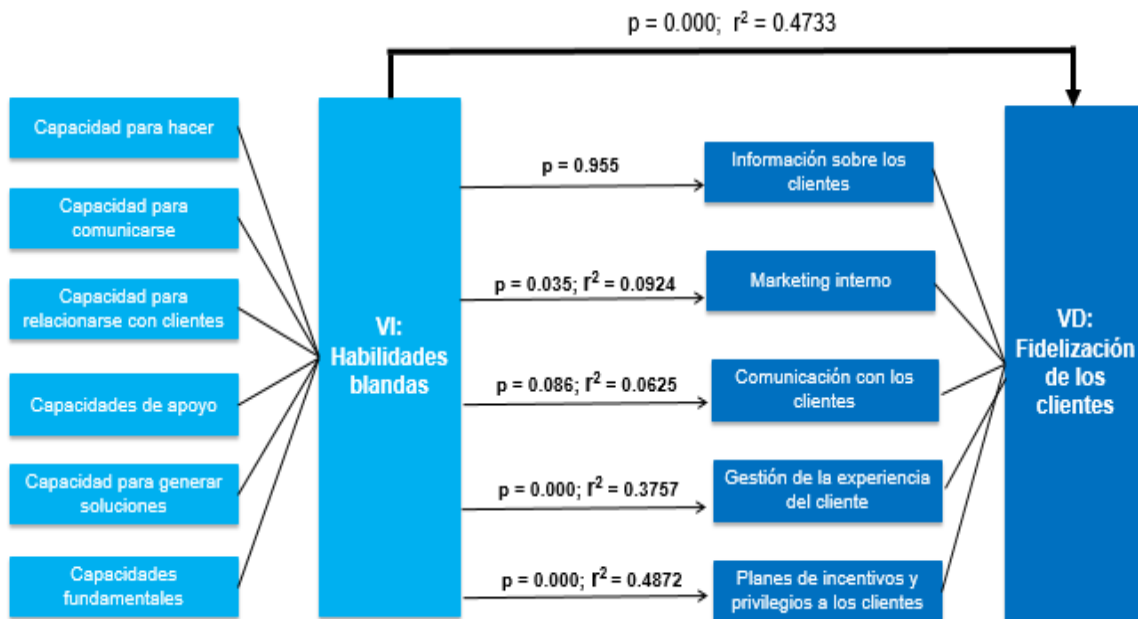 p = 0.000; r² = 0.4733
Capacidad para hacer
Capacidad para
comunicarse
Capacidad para
relacionarse con clientes
Capacidades de apoyo
Capacidad para generar
soluciones
Capacidades
fundamentales
VI:
Habilidades
blandas
p = 0.955
p = 0.035; r² = 0.0924
p = 0.086; r² = 0.0625
p = 0.000; r² = 0.3757
p = 0.000; r² = 0.4872
Información sobre los
clientes
Marketing interno
Comunicación con los
clientes
Gestión de la experiencia
del cliente
Planes de incentivos y
privilegios a los clientes
VD:
Fidelización
de los
clientes